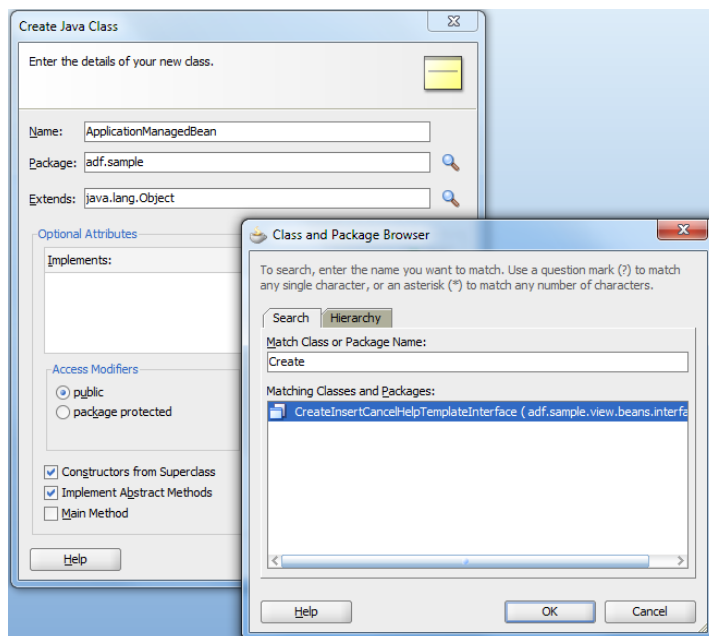 Create Java Class
Enter the details of your new class.
Name: ApplicationManagedBean
Package: adf.sample
Extends: java.lang.Object
Optional Attributes
Implements:
Access Modifiers
public
package protected
Constructors from Superclass
Implement Abstract Methods
Main Method
Help
Class and Package Browser
To search, enter the name you want to match. Use a question mark (?) to match
any single character, or an asterisk (*) to match any number of characters.
Search Hierarchy
Match Class or Package Name:
Create
Matching Classes and Packages:
CreateInsertCancelHelpTemplateInterface ( adf.sample.view.beans.interfa
Help OK Cancel